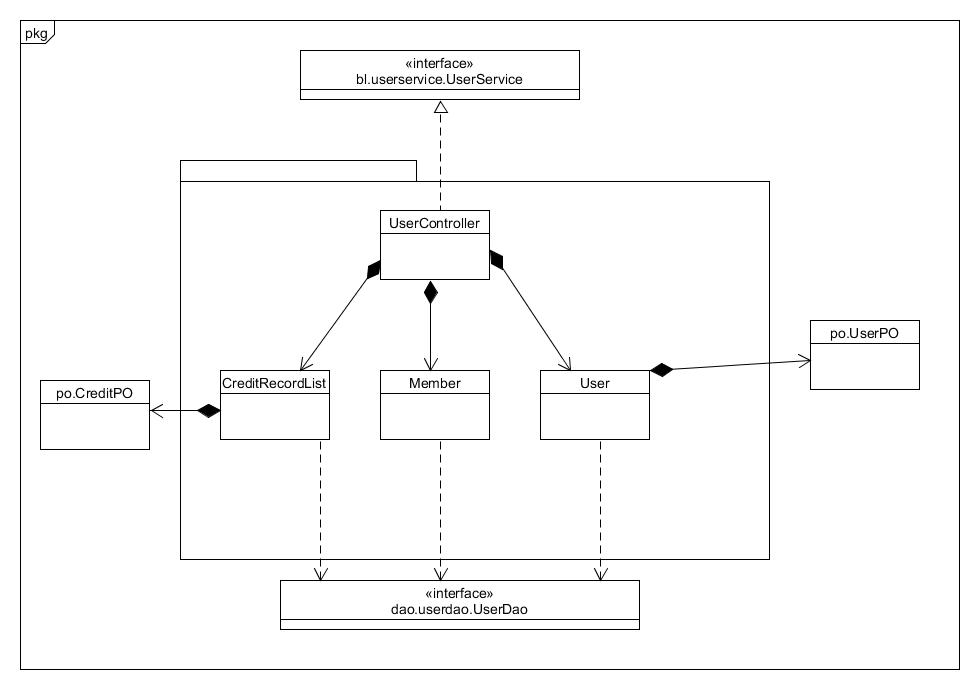 pkg
«interface»
bl.userservice.UserService
UserController
po.UserPO
CreditRecordList
Member
User
po.CreditPO
«interface»
dao.userdao.UserDao